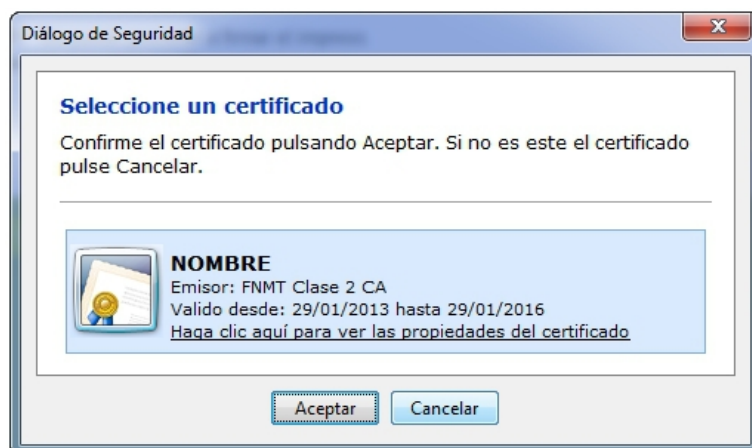 Diálogo de Seguridad
Seleccione un certificado
Confirme el certificado pulsando Aceptar. Si no es este el certificado
pulse Cancelar.
NOMBRE
Emisor: FNMT Clase 2 CA
Valido desde: 29/01/2013 hasta 29/01/2016
Haga clic aquí para ver las propiedades del certificado
Aceptar
Cancelar